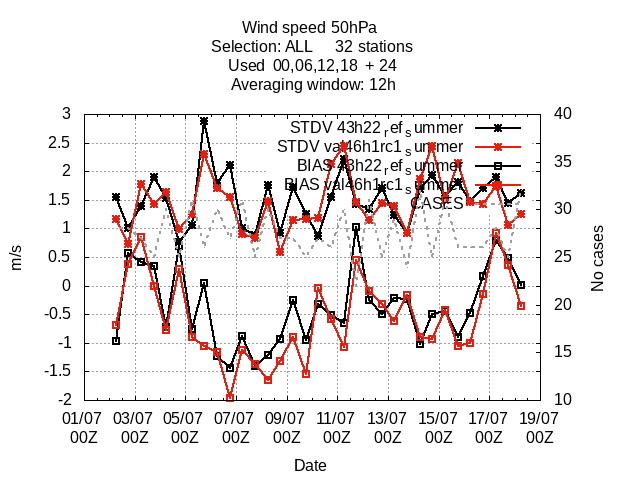 Wind speed 50hPa
Selection: ALL 32 stations
Used 00,06,12,18 + 24
Averaging window: 12h
3
2.5
2
1.5
1
0.5
0
-0.5
-1
-1.5
-2
m/s
40
35
30
25
20
15
10
No cases
STDV 43h22refsummer
STDV val46h1rc1summer
BIAS 43h22refsummer
BIAS val46h1rc1summer
CASES
01/07 03/07 05/07 07/07 09/07 11/07 13/07 15/07 17/07 19/07
00Z 00Z 00Z 00Z 00Z 00Z 00Z 00Z 00Z 00Z
Date